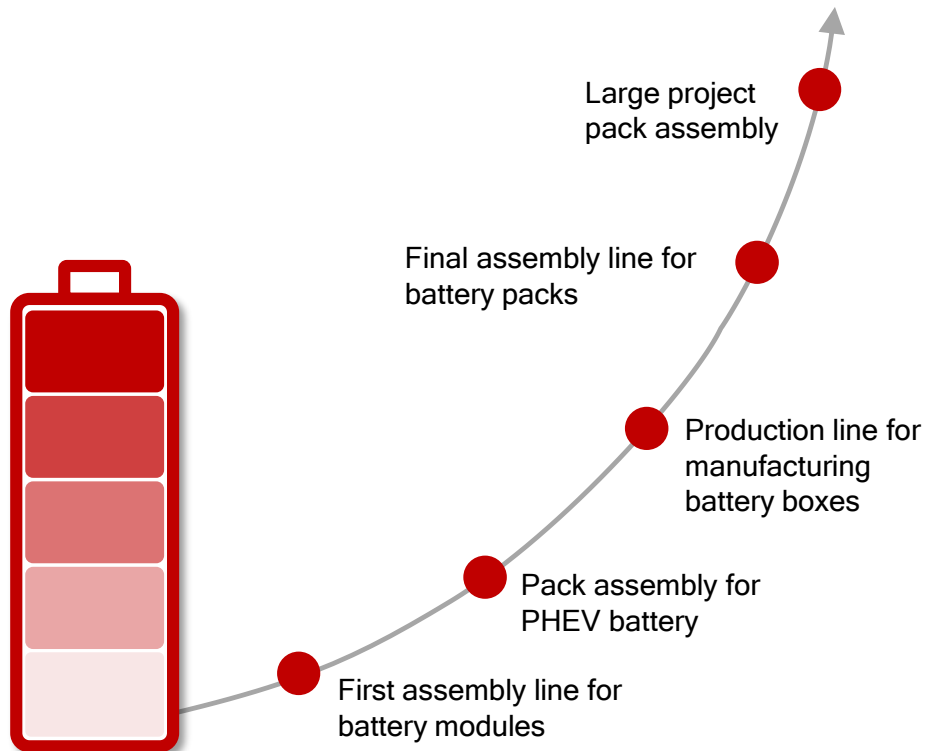 Large project
pack assembly
Final assembly line for
battery packs
Production line for
manufacturing
battery boxes
Pack assembly for
PHEV battery
First assembly line for
battery modules